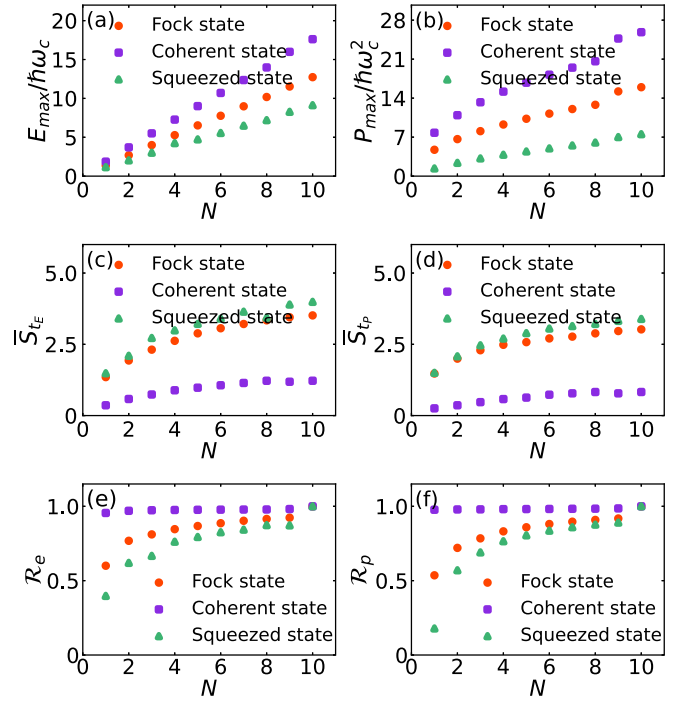 (a)
Fock state
Coherent state
Squeezed state
20
15
10
5
0
E_max/ħω_c
0 2 4 6 8 10
N
(b)
Fock state
Coherent state
Squeezed state
28
21
14
7
0
P_max/ħω_c^2
0 2 4 6 8 10
N
(c)
Fock state
Coherent state
Squeezed state
5.0
2.5
0
S̅_{t_E}
0 2 4 6 8 10
N
(d)
Fock state
Coherent state
Squeezed state
5.0
2.5
0
S̅_{t_P}
0 2 4 6 8 10
N
(e)
1.0
0.5
0
R_e
Fock state
Coherent state
Squeezed state
0 2 4 6 8 10
N
(f)
1.0
0.5
0
R_p
Fock state
Coherent state
Squeezed state
0 2 4 6 8 10
N